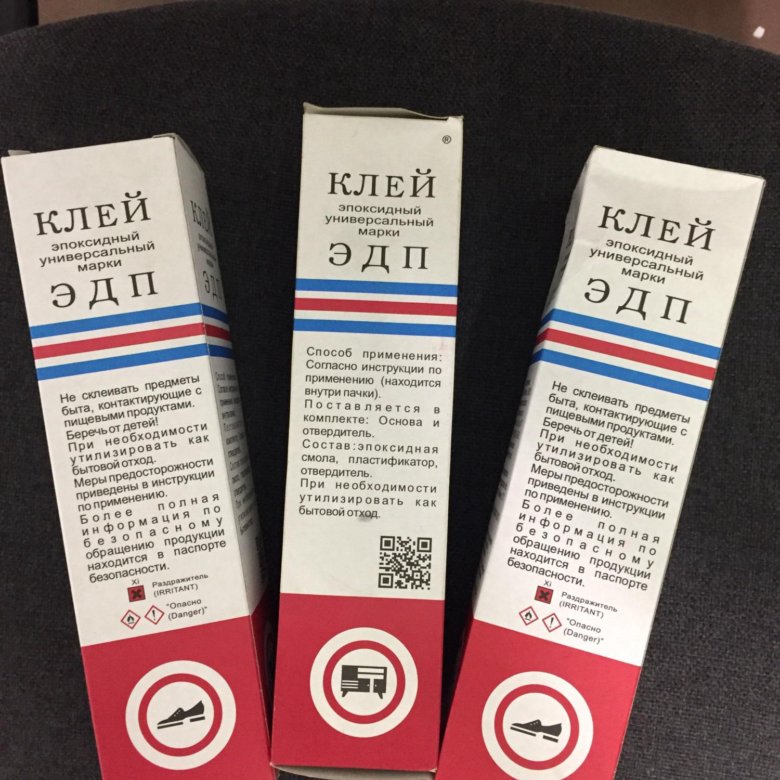 КЛЕЙ
эпоксидный
универсальный
марки
ЭДП
Не склеивать предметы
быта, контактирующие с
пищевыми продуктами.
Беречь от детей!
При необходимости
утилизировать как
бытовой отход.
Меры предосторожности
приведены в инструкции
по применению.
Более полная
информация по
безопасному
обращению продукции
находится в паспорте
безопасности.
Xi
Раздражитель
(IRRITANT)
"Опасно
(Danger)"
®
КЛЕЙ
эпоксидный
универсальный
марки
ЭДП
Способ применения:
Согласно инструкции по
применению (находится
внутри пачки).
Поставляется в
комплекте: Основа и
отвердитель.
Состав:эпоксидная
смола, пластификатор,
отвердитель.
При необходимости
утилизировать как
бытовой отход.
КЛЕЙ
эпоксидный
универсальный
марки
ЭДП
Не склеивать предметы
быта, контактирующие с
пищевыми продуктами.
Беречь от детей!
При необходимости
утилизировать как
бытовой отход.
Меры предосторожности
приведены в инструкции
по применению.
Более полная
информация по
безопасному
обращению продукции
находится в паспорте
безопасности.
Xi
Раздражитель
(IRRITANT)
"Опасно
(Danger)"